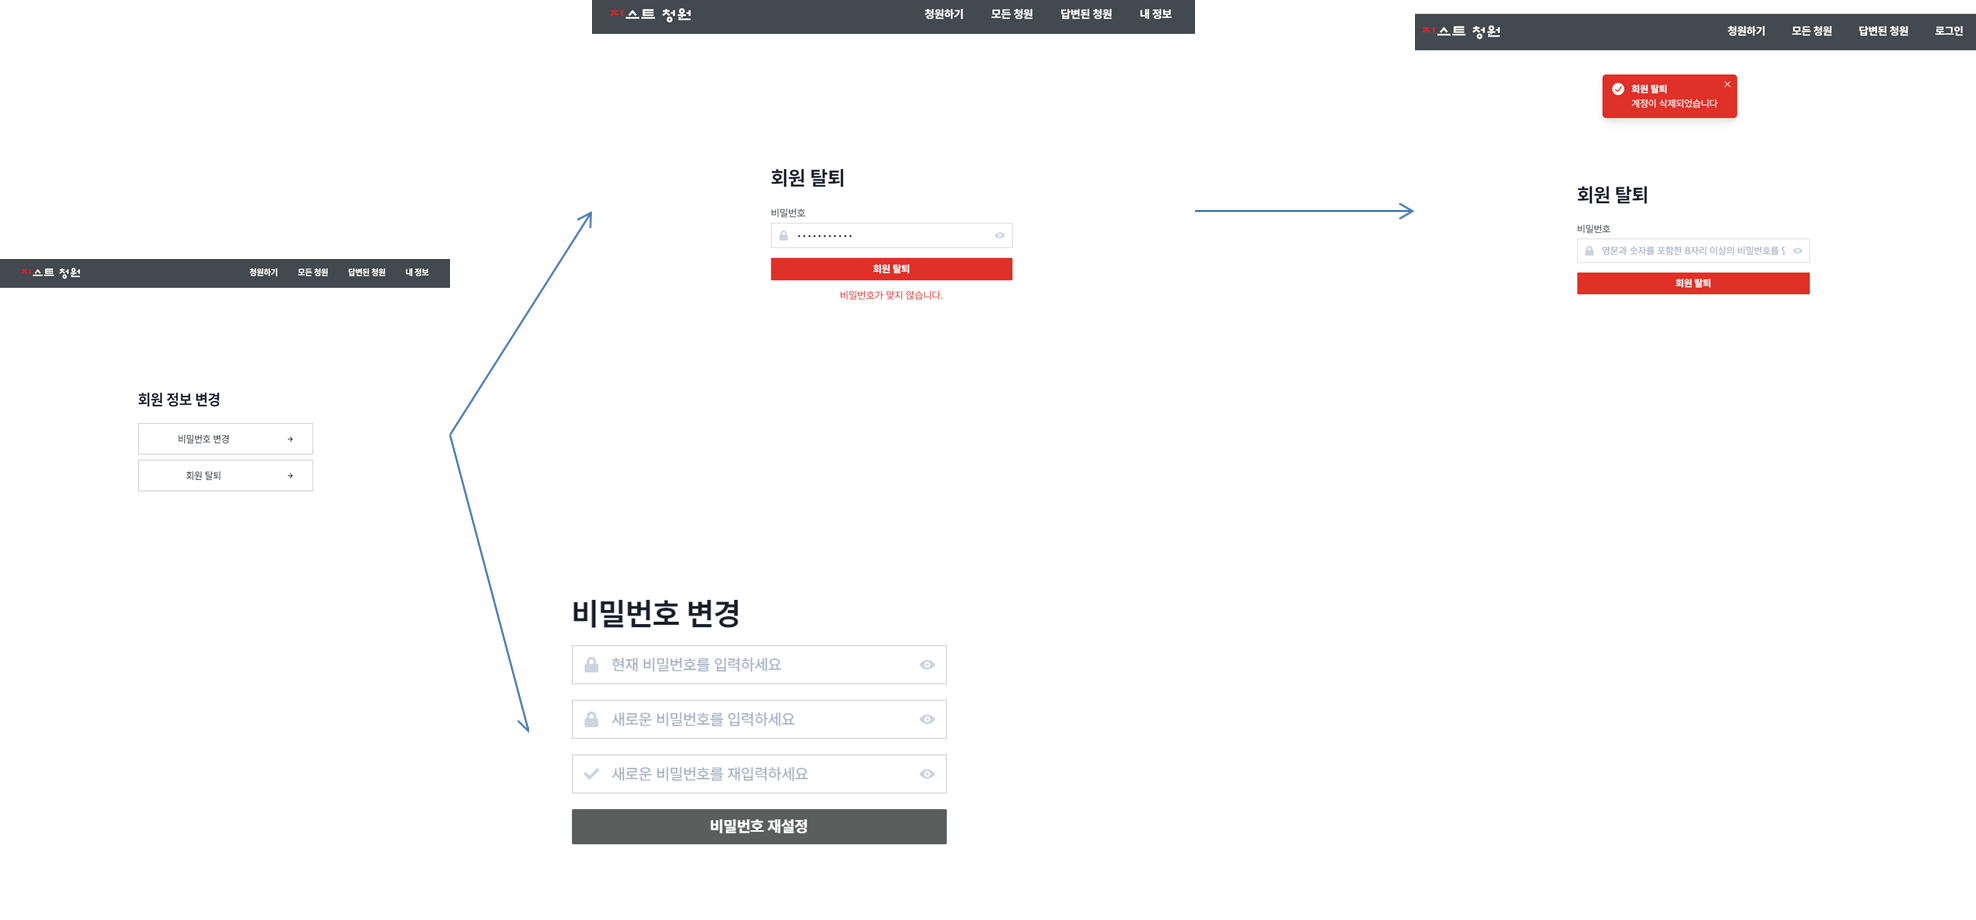 지스트 청원 청원하기 모든 청원 답변된 청원 내 정보
회원 정보 변경
비밀번호 변경
회원 탈퇴
지스트 청원 청원하기 모든 청원 답변된 청원 내 정보
회원 탈퇴
비밀번호
회원 탈퇴
비밀번호가 맞지 않습니다.
비밀번호 변경
현재 비밀번호를 입력하세요
새로운 비밀번호를 입력하세요
새로운 비밀번호를 재입력하세요
비밀번호 재설정
지스트 청원 청원하기 모든 청원 답변된 청원 로그인
회원 탈퇴
계정이 삭제되었습니다
회원 탈퇴
비밀번호
영문과 숫자를 포함한 8자리 이상의 비밀번호를
회원 탈퇴